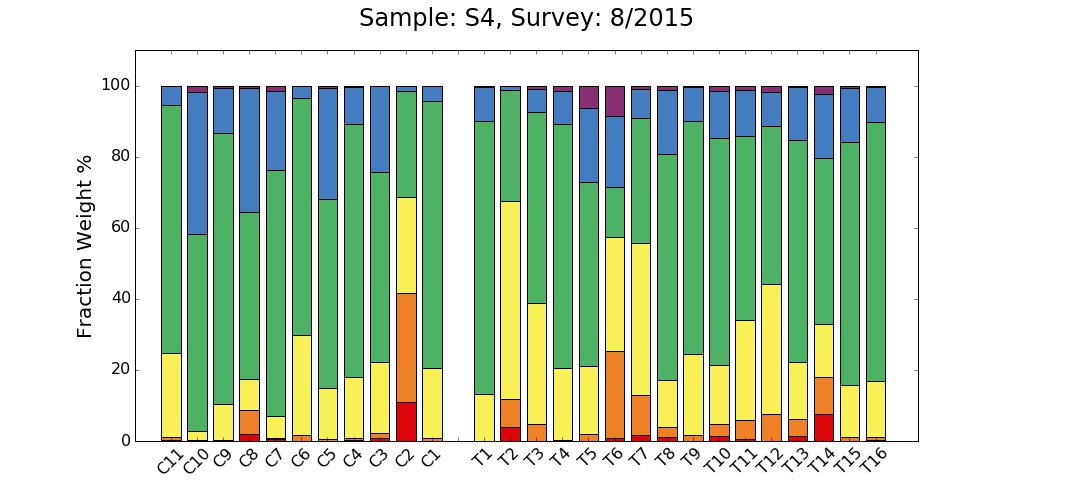 Sample: S4, Survey: 8/2015
Fraction Weight %
100
80
60
40
20
0
C11 C10 C9 C8 C7 C6 C5 C4 C3 C2 C1 T1 T2 T3 T4 T5 T6 T7 T8 T9 T10 T11 T12 T13 T14 T15 T16